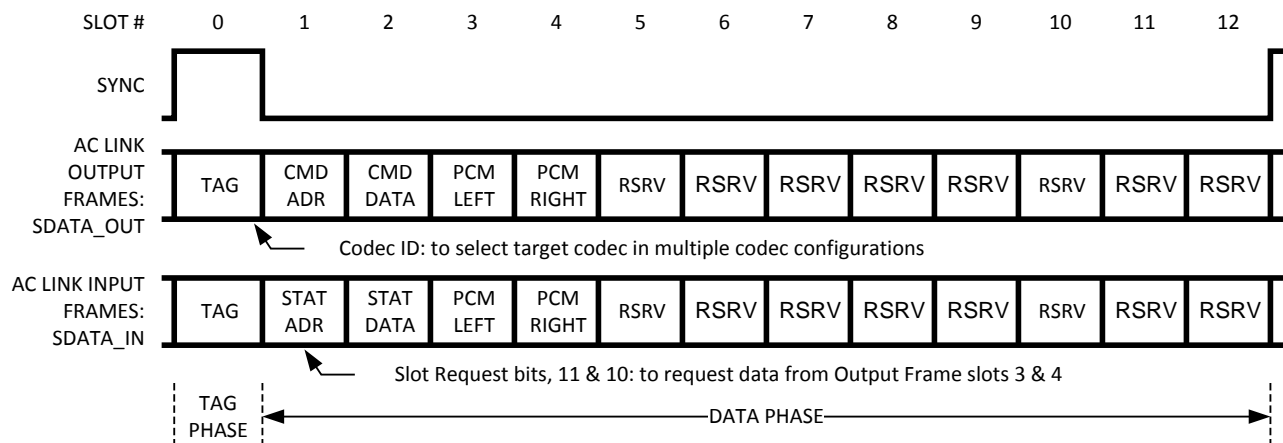 SLOT # 0 1 2 3 4 5 6 7 8 9 10 11 12
SYNC
AC LINK
OUTPUT
FRAMES:
SDATA_OUT
TAG
CMD
ADR
CMD
DATA
PCM
LEFT
PCM
RIGHT
RSRV RSRV RSRV RSRV RSRV RSRV RSRV RSRV
Codec ID: to select target codec in multiple codec configurations
AC LINK INPUT
FRAMES:
SDATA_IN
TAG
STAT
ADR
STAT
DATA
PCM
LEFT
PCM
RIGHT
RSRV RSRV RSRV RSRV RSRV RSRV RSRV RSRV
Slot Request bits, 11 & 10: to request data from Output Frame slots 3 & 4
TAG
PHASE
DATA PHASE